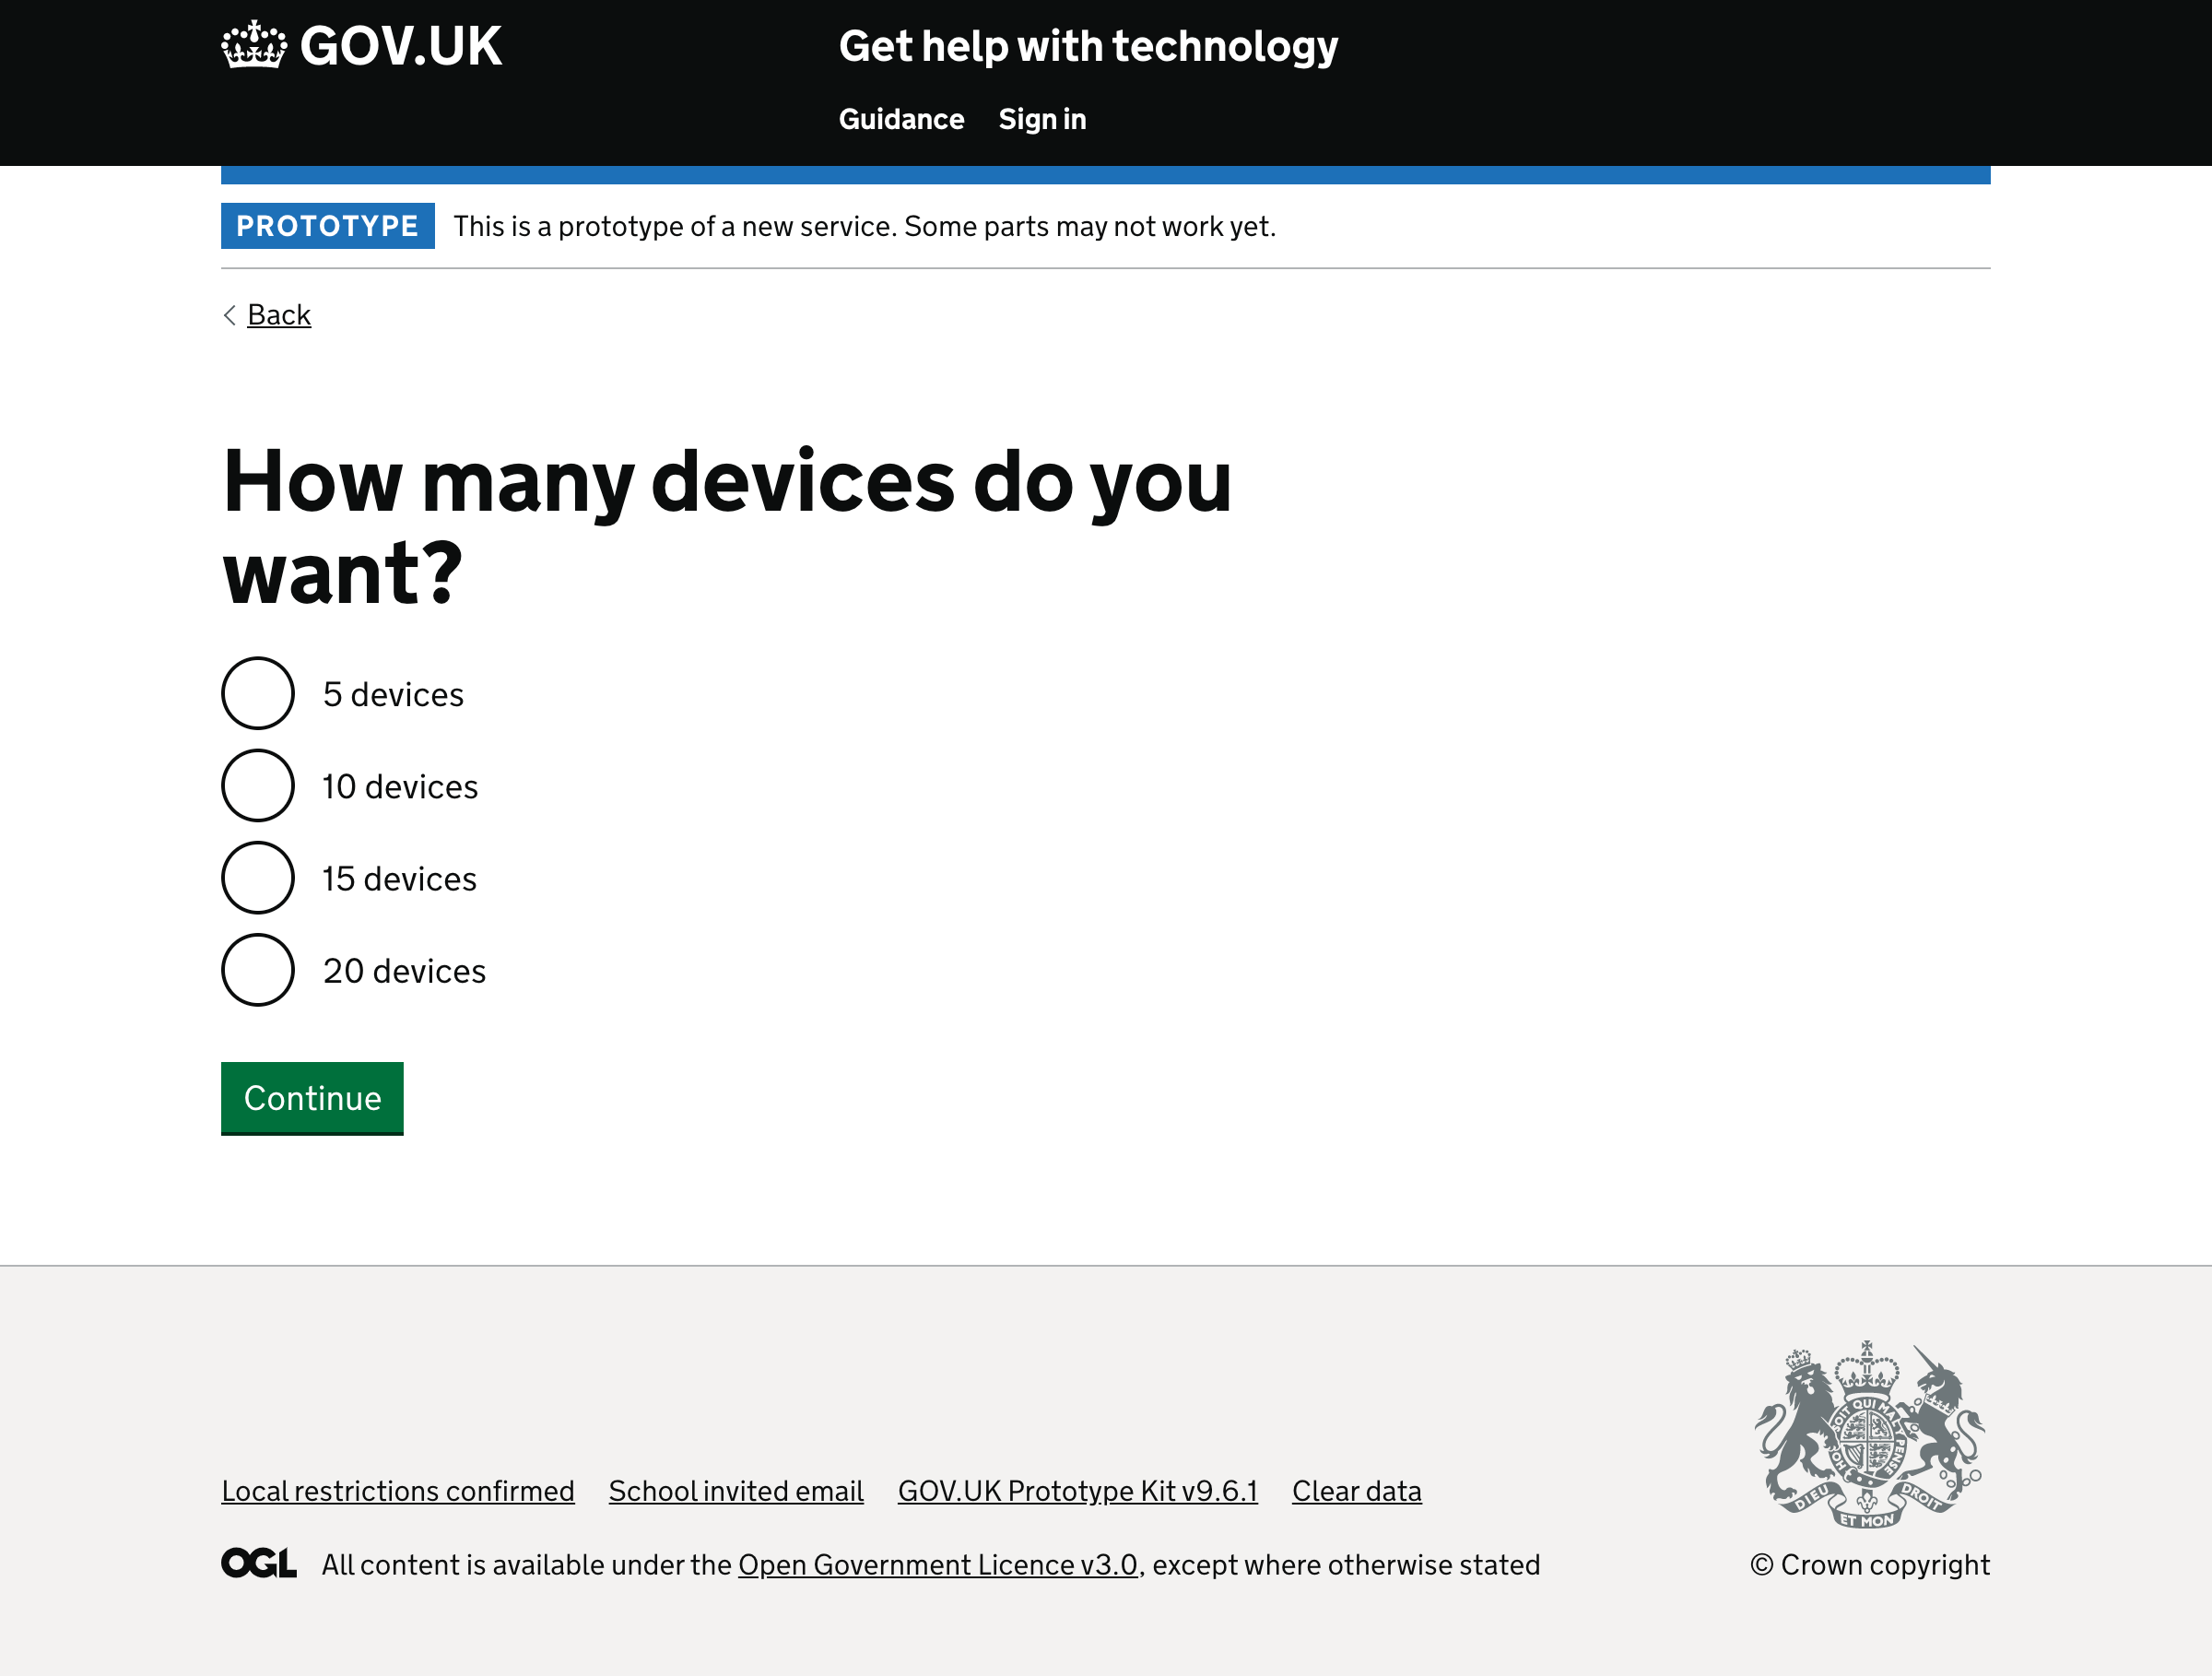 GOV.UK
Get help with technology
Guidance Sign in
PROTOTYPE This is a prototype of a new service. Some parts may not work yet.
Back
How many devices do you
want?
5 devices
10 devices
15 devices
20 devices
Continue
Local restrictions confirmed School invited email GOV.UK Prototype Kit v9.6.1 Clear data
OGL All content is available under the Open Government Licence v3.0, except where otherwise stated
SOIT QUI MAL Y PENSE
HON
DIEU ET MON DROIT
© Crown copyright